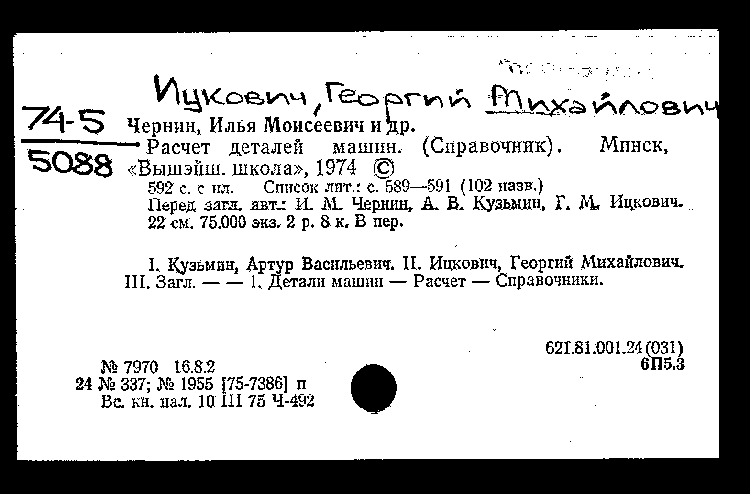 Ицкович, Георгий Михайлович
74-5
5088
Чернин, Илья Моисеевич и др.
Расчет деталей машин. (Справочник). Минск,
«Вышэйш. школа», 1974 ©
592 с. с ил. Список лит.: с. 589—591 (102 назв.)
Перед загл. авт.: И. М. Чернин, А. В. Кузьмин, Г. М. Ицкович.
22 см. 75.000 экз. 2 р. 8 к. В пер.
I. Кузьмин, Артур Васильевич. II. Ицкович, Георгий Михайлович.
III. Загл. — — 1. Детали машин — Расчет — Справочники.
621.81.001.24(031)
6П5.3
№ 7970 16.8.2
24 № 337; № 1955 [75-7386] п
Вс. кн. пал. 10 III 75 Ч-492